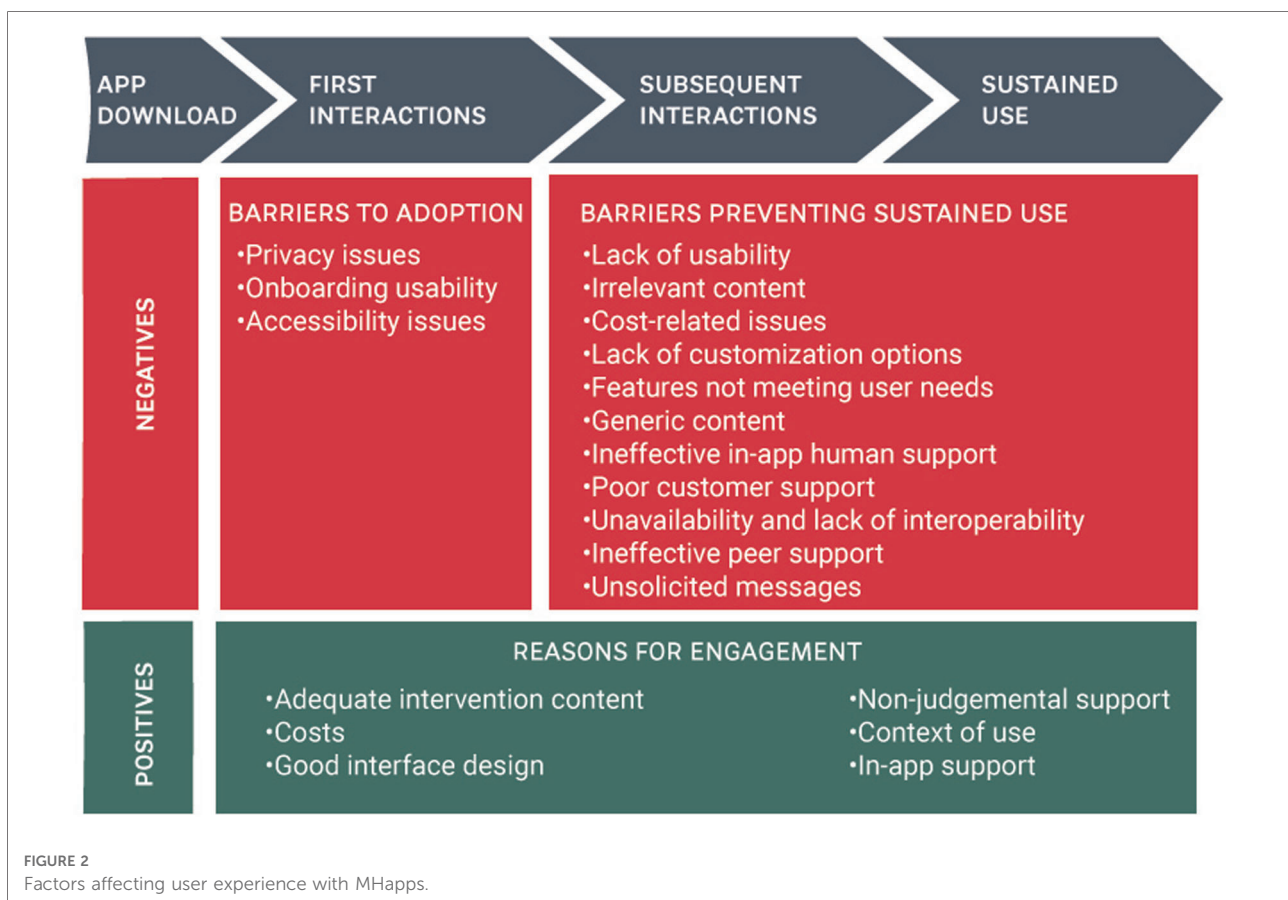 APP
DOWNLOAD
FIRST
INTERACTIONS
SUBSEQUENT
INTERACTIONS
SUSTAINED
USE
NEGATIVES
BARRIERS TO ADOPTION
•Privacy issues
•Onboarding usability
•Accessibility issues
BARRIERS PREVENTING SUSTAINED USE
•Lack of usability
•Irrelevant content
•Cost-related issues
•Lack of customization options
•Features not meeting user needs
•Generic content
•Ineffective in-app human support
•Poor customer support
•Unavailability and lack of interoperability
•Ineffective peer support
•Unsolicited messages
POSITIVES
REASONS FOR ENGAGEMENT
•Adequate intervention content
•Costs
•Good interface design
•Non-judgemental support
•Context of use
•In-app support
FIGURE 2
Factors affecting user experience with MHapps.